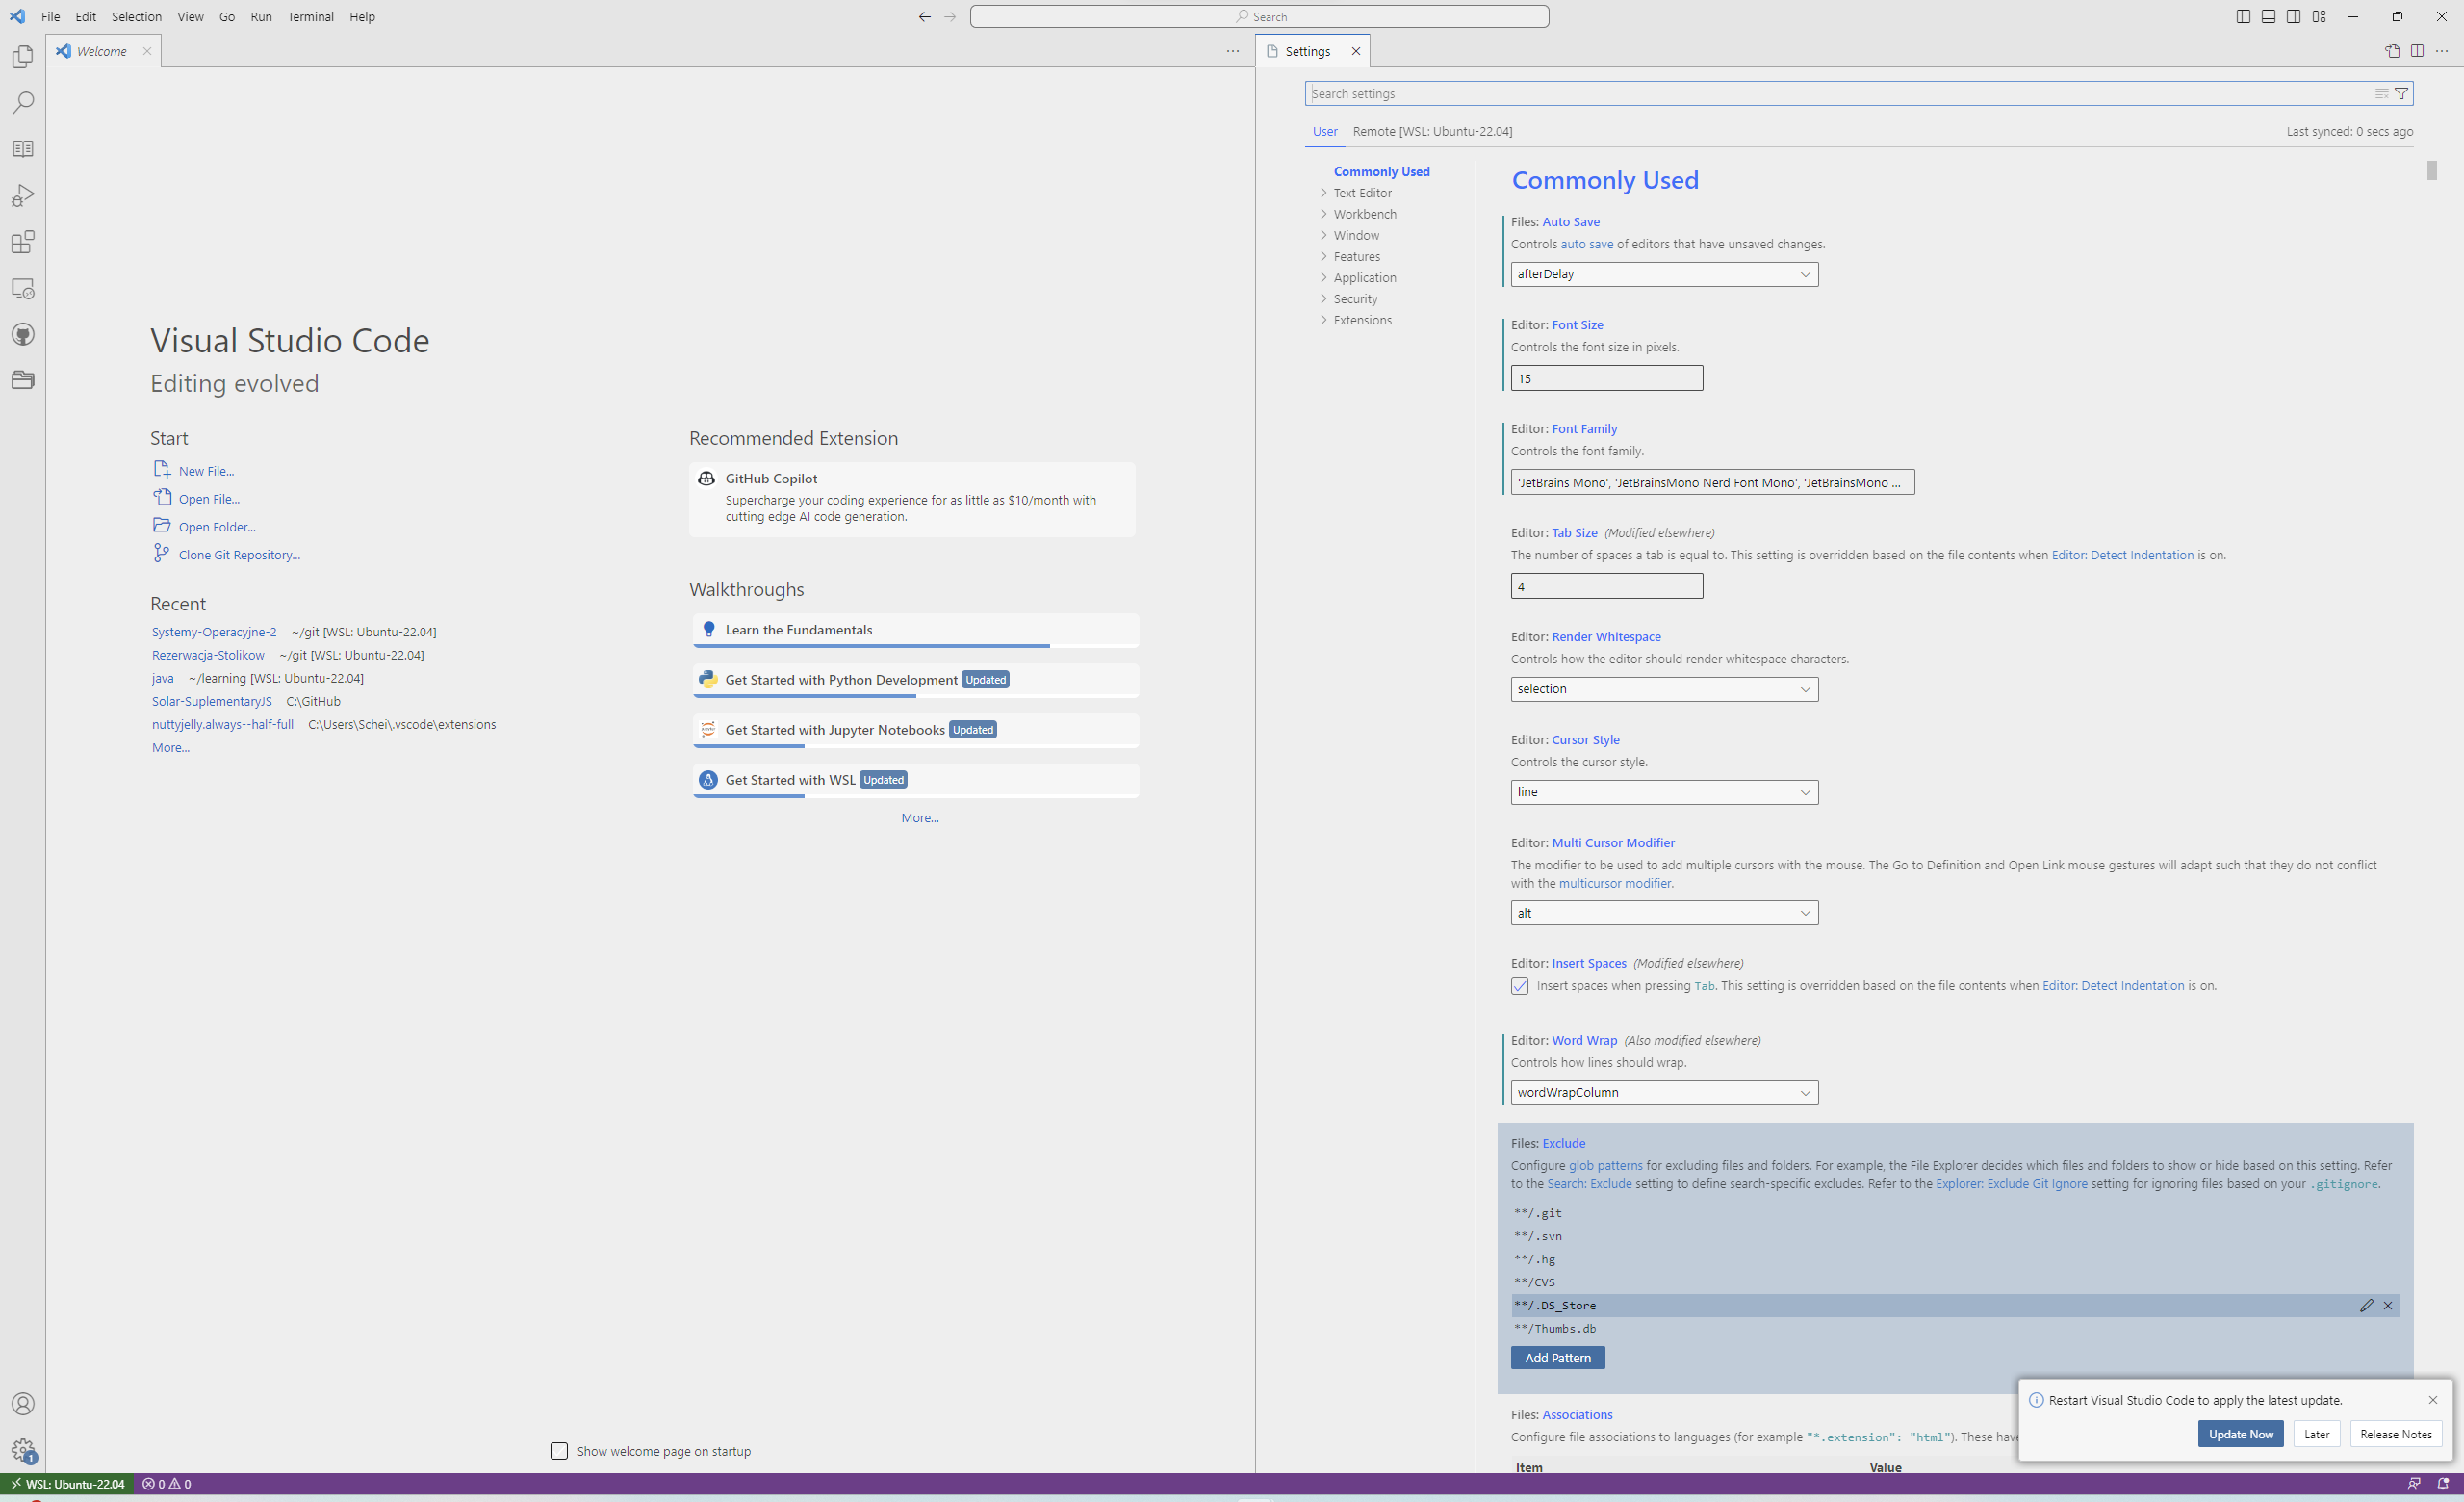 File Edit Selection View Go Run Terminal Help
Search
Welcome
Visual Studio Code
Editing evolved
Start
New File...
Open File...
Open Folder...
Clone Git Repository...
Recent
Systemy-Operacyjne-2 ~/git [WSL: Ubuntu-22.04]
Rezerwacja-Stolikow ~/git [WSL: Ubuntu-22.04]
java ~/learning [WSL: Ubuntu-22.04]
Solar-SuplementaryJS C:\GitHub
nuttyjelly.always--half-full C:\Users\Schei\.vscode\extensions
More...
Recommended Extension
GitHub Copilot
Supercharge your coding experience for as little as $10/month with
cutting edge AI code generation.
Walkthroughs
Learn the Fundamentals
Get Started with Python Development Updated
Get Started with Jupyter Notebooks Updated
Get Started with WSL Updated
More...
Show welcome page on startup
Settings
Search settings
User Remote [WSL: Ubuntu-22.04]
Last synced: 0 secs ago
Commonly Used
Text Editor
Workbench
Window
Features
Application
Security
Extensions
Commonly Used
Files: Auto Save
Controls auto save of editors that have unsaved changes.
afterDelay
Editor: Font Size
Controls the font size in pixels.
15
Editor: Font Family
Controls the font family.
'JetBrains Mono', 'JetBrainsMono Nerd Font Mono', 'JetBrainsMono ...
Editor: Tab Size (Modified elsewhere)
The number of spaces a tab is equal to. This setting is overridden based on the file contents when Editor: Detect Indentation is on.
4
Editor: Render Whitespace
Controls how the editor should render whitespace characters.
selection
Editor: Cursor Style
Controls the cursor style.
line
Editor: Multi Cursor Modifier
The modifier to be used to add multiple cursors with the mouse. The Go to Definition and Open Link mouse gestures will adapt such that they do not conflict
with the multicursor modifier.
alt
Editor: Insert Spaces (Modified elsewhere)
Insert spaces when pressing Tab. This setting is overridden based on the file contents when Editor: Detect Indentation is on.
Editor: Word Wrap (Also modified elsewhere)
Controls how lines should wrap.
wordWrapColumn
Files: Exclude
Configure glob patterns for excluding files and folders. For example, the File Explorer decides which files and folders to show or hide based on this setting. Refer
to the Search: Exclude setting to define search-specific excludes. Refer to the Explorer: Exclude Git Ignore setting for ignoring files based on your .gitignore.
**/.git
**/.svn
**/.hg
**/CVS
**/.DS_Store
**/Thumbs.db
Add Pattern
Files: Associations
Configure file associations to languages (for example "*.extension": "html"). These have
Item Value
Restart Visual Studio Code to apply the latest update.
Update Now Later Release Notes
1
WSL: Ubuntu-22.04 0 0